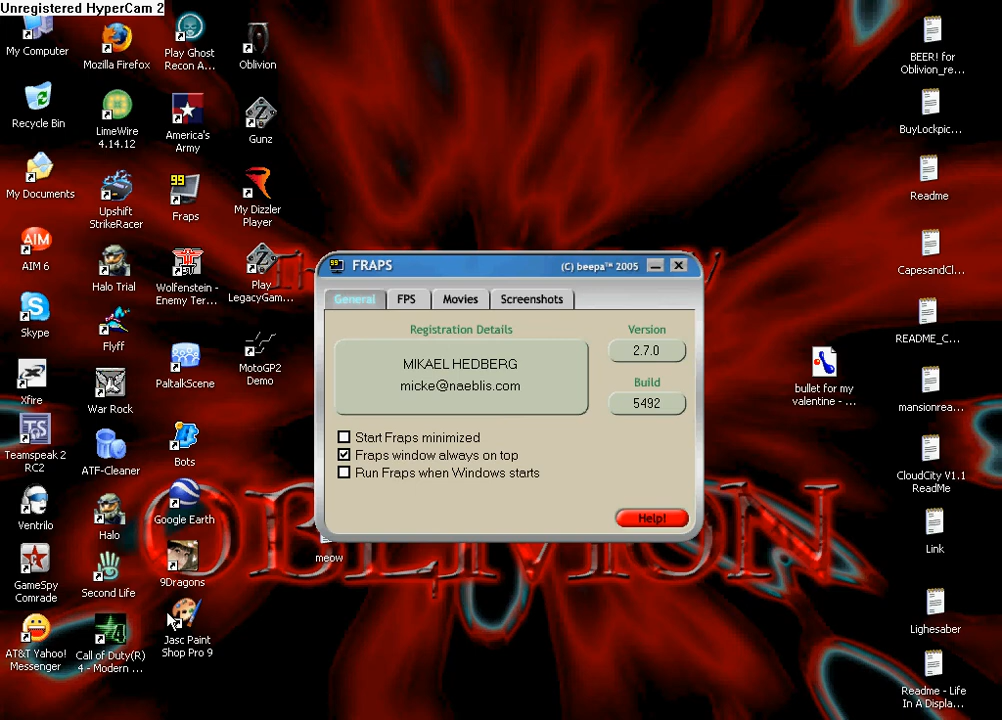 Unregistered HyperCam 2
My Computer
Mozilla Firefox
Play Ghost
Recon A...
Oblivion
Recycle Bin
LimeWire
4.14.12
America's
Army
Gunz
My Documents
Upshift
StrikeRacer
99
Fraps
My Dizzler
Player
AIM
AIM 6
Halo Trial
Wolfenstein -
Enemy Ter...
Play
LegacyGam...
Skype
Flyff
PaltalkScene
MotoGP2
Demo
Xfire
War Rock
Bots
TS
Teamspeak 2
RC2
ATF-Cleaner
Google Earth
Ventrilo
Halo
9Dragons
GameSpy
Comrade
Second Life
Jasc Paint
Shop Pro 9
AT&T Yahoo!
Messenger
Call of Duty(R)
4 - Modern ...
FRAPS
(C) beepa™ 2005
General
FPS
Movies
Screenshots
Registration Details
Version
MIKAEL HEDBERG
micke@naeblis.com
2.7.0
Build
5492
Start Fraps minimized
Fraps window always on top
Run Fraps when Windows starts
Help!
meow
OBLIVION
bullet for my
valentine - ...
BEER! for
Oblivion_re...
BuyLockpic...
Readme
CapesandCl...
README_C...
mansionrea...
CloudCity V1.1
ReadMe
Link
Lighesaber
Readme - Life
In A Displa...